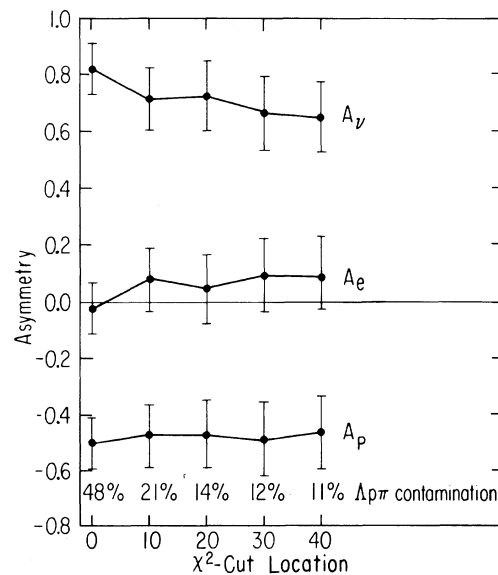 1.0
0.8
0.6
0.4
0.2
0.0
-0.2
-0.4
-0.6
-0.8
Asymmetry
Aν
Ae
Ap
48% 21% 14% 12% 11% Λpπ contamination
0 10 20 30 40
χ²-Cut Location